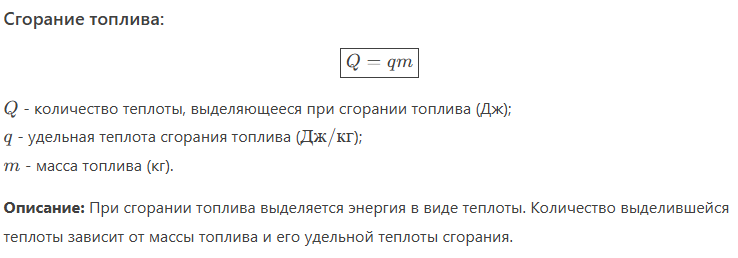 Сгорание топлива:
Q = qm
Q - количество теплоты, выделяющееся при сгорании топлива (Дж);
q - удельная теплота сгорания топлива (Дж/кг);
m - масса топлива (кг).
Описание: При сгорании топлива выделяется энергия в виде теплоты. Количество выделившейся
теплоты зависит от массы топлива и его удельной теплоты сгорания.